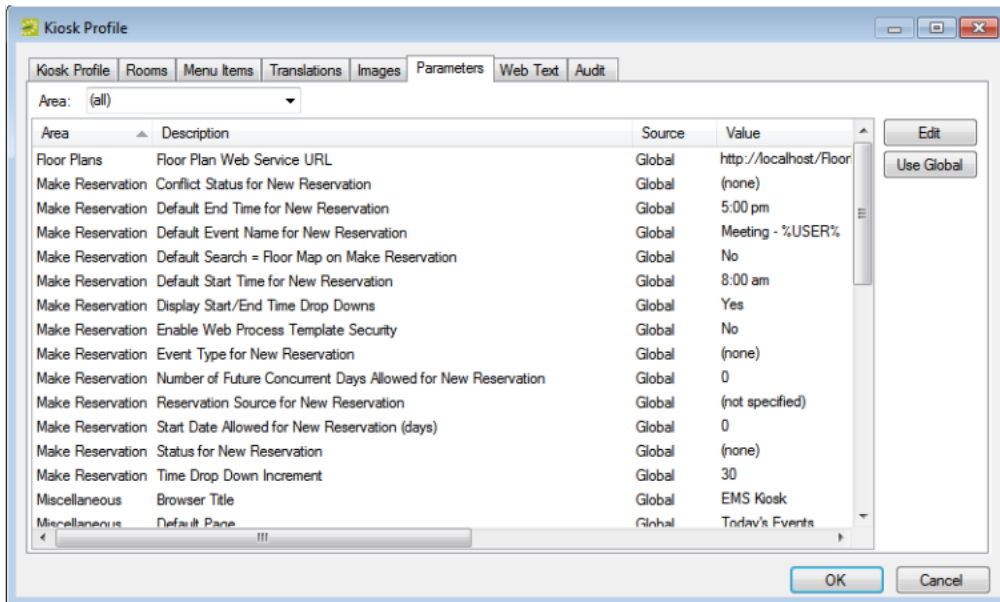 Kiosk Profile
Kiosk Profile Rooms Menu Items Translations Images Parameters Web Text Audit
Area: (all)
Area Description Source Value
Edit
Use Global
Floor Plans Floor Plan Web Service URL Global http://localhost/Floor
Make Reservation Conflict Status for New Reservation Global (none)
Make Reservation Default End Time for New Reservation Global 5:00 pm
Make Reservation Default Event Name for New Reservation Global Meeting - %USER%
Make Reservation Default Search = Floor Map on Make Reservation Global No
Make Reservation Default Start Time for New Reservation Global 8:00 am
Make Reservation Display Start/End Time Drop Downs Global Yes
Make Reservation Enable Web Process Template Security Global No
Make Reservation Event Type for New Reservation Global (none)
Make Reservation Number of Future Concurrent Days Allowed for New Reservation Global 0
Make Reservation Reservation Source for New Reservation Global (not specified)
Make Reservation Start Date Allowed for New Reservation (days) Global 0
Make Reservation Status for New Reservation Global (none)
Make Reservation Time Drop Down Increment Global 30
Miscellaneous Browser Title Global EMS Kiosk
Miscellaneous Default Page Global Today's Events
OK Cancel